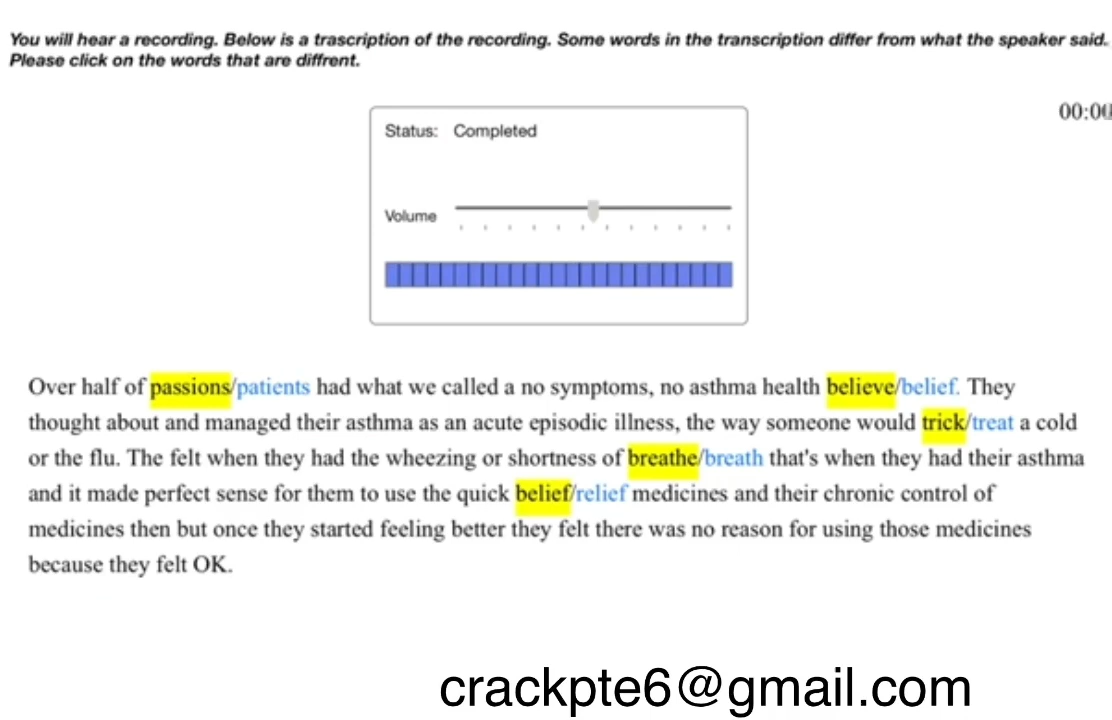 You will hear a recording. Below is a trascription of the recording. Some words in the transcription differ from what the speaker said.
Please click on the words that are diffrent.
00:00
Status: Completed
Volume
Over half of passions/patients had what we called a no symptoms, no asthma health believe/belief. They
thought about and managed their asthma as an acute episodic illness, the way someone would trick/treat a cold
or the flu. The felt when they had the wheezing or shortness of breathe/breath that's when they had their asthma
and it made perfect sense for them to use the quick belief/relief medicines and their chronic control of
medicines then but once they started feeling better they felt there was no reason for using those medicines
because they felt OK.
crackpte6@gmail.com